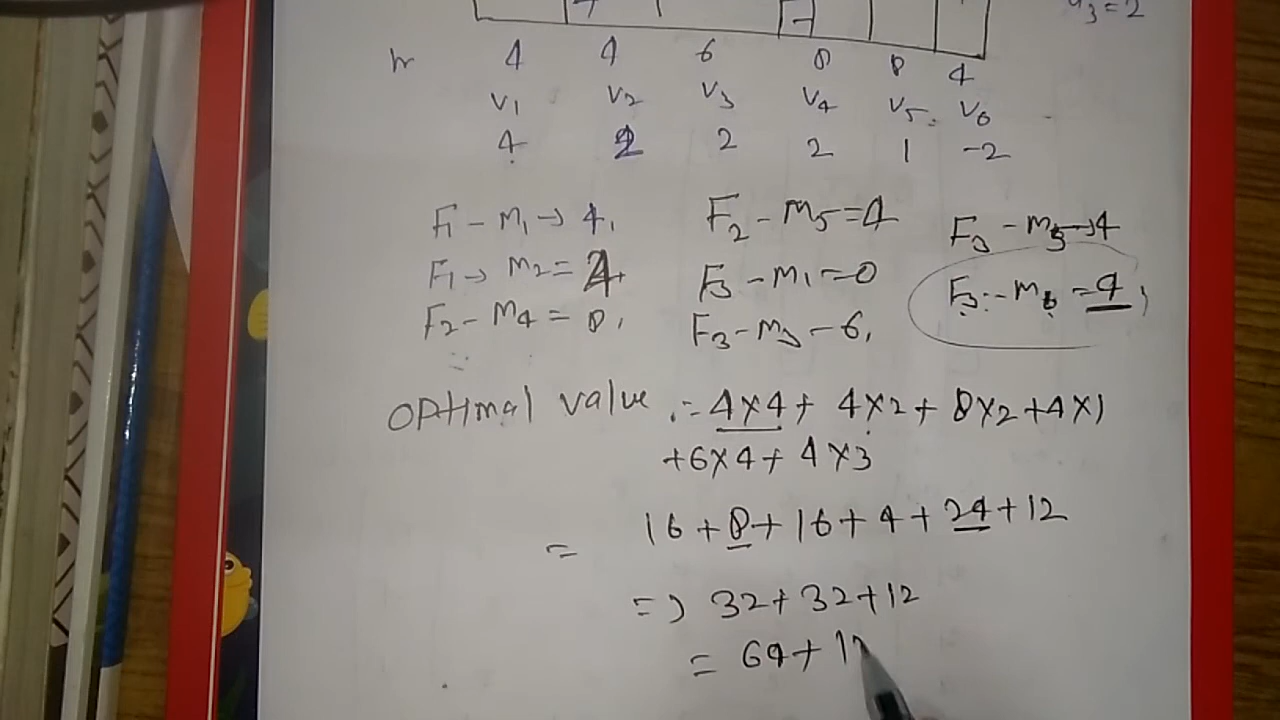 u3 = 2
4 4 6 8 8 4
V1 V2 V3 V4 V5 V6
4 2 2 2 1 -2
F1 - M1 → 4, F2 - M5 = 4 F3 - M5 → 4
F1 → M2 = 4, F3 - M1 = 0 F3 - M6 = 4,
F2 - M4 = 8, F3 - M3 - 6,
Optimal value := 4×4 + 4×2 + 8×2 + 4×1
+6×4 + 4×3
= 16 + 8 + 16 + 4 + 24 + 12
=> 32 + 32 + 12
= 64 + 12